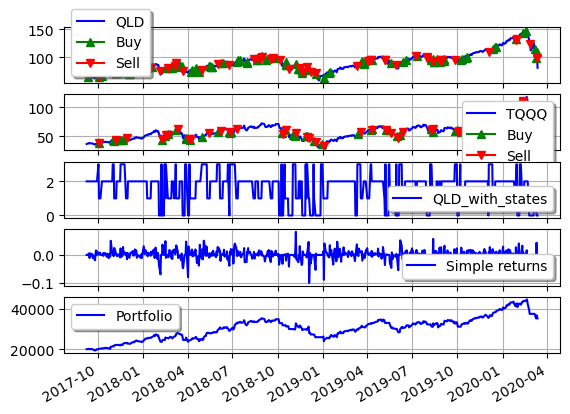 150
100
QLD
Buy
Sell
100
50
TQQQ
Buy
Sell
2
0
QLD_with_states
0.0
−0.1
Simple returns
40000
20000
Portfolio
2017-10
2018-01
2018-04
2018-07
2018-10
2019-01
2019-04
2019-07
2019-10
2020-01
2020-04